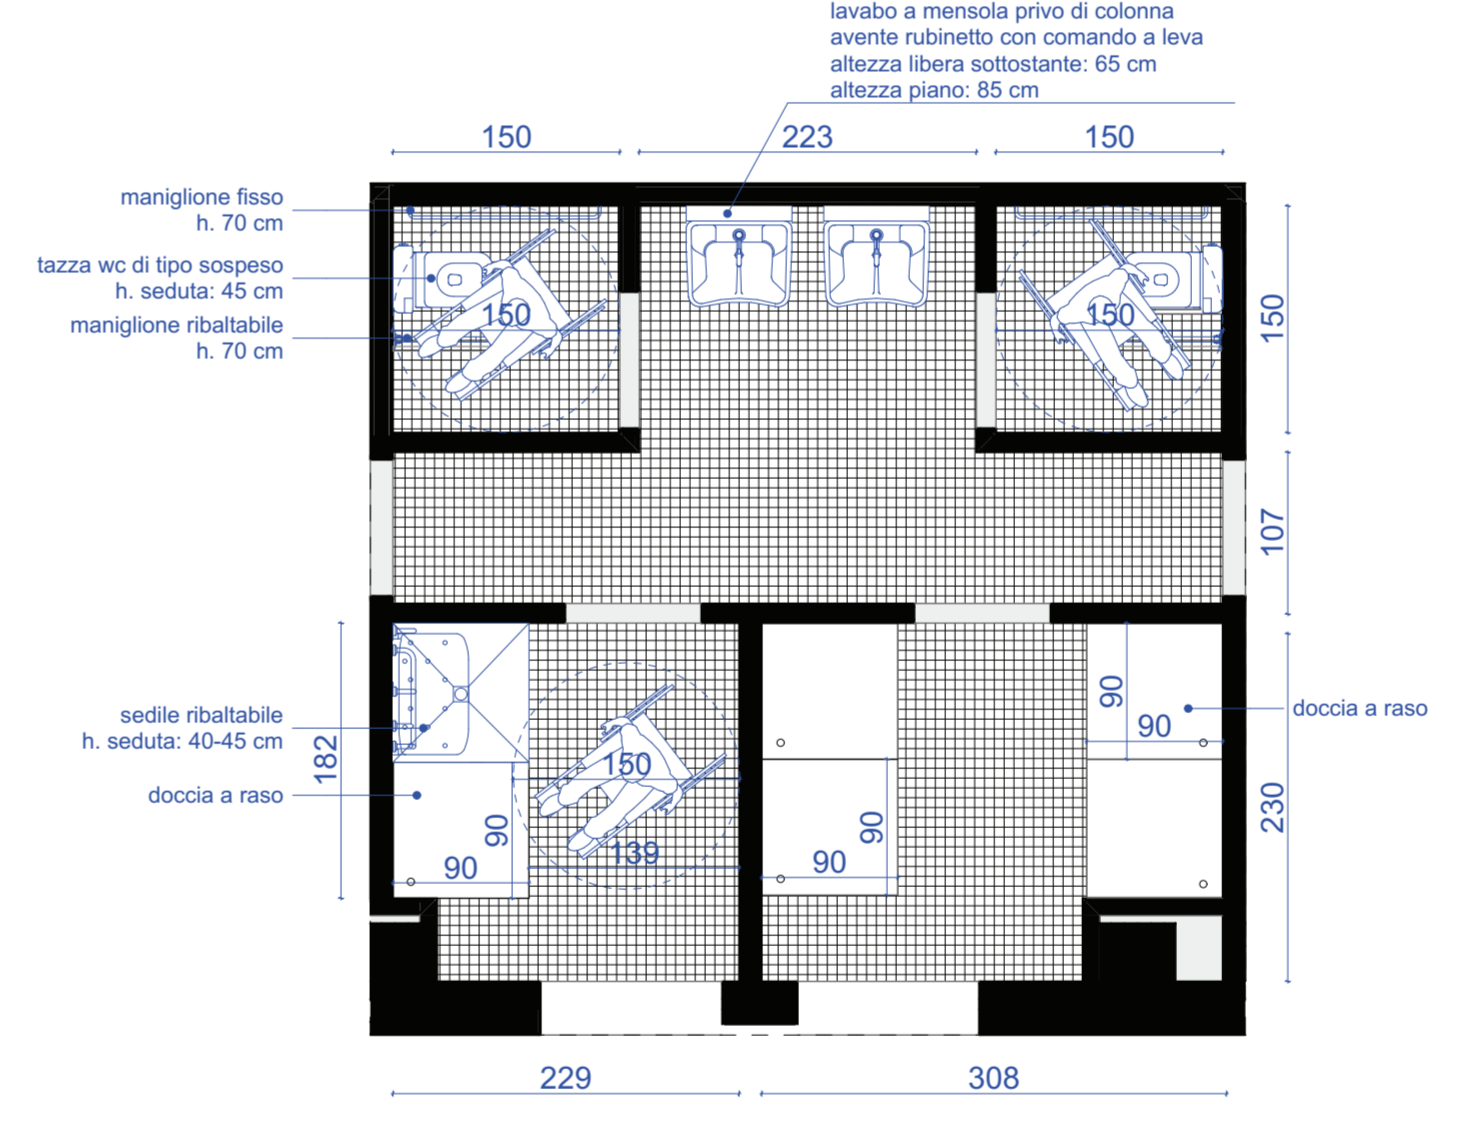 lavabo a mensola privo di colonna
avente rubinetto con comando a leva
altezza libera sottostante: 65 cm
altezza piano: 85 cm
150
223
150
maniglione fisso
h. 70 cm
tazza wc di tipo sospeso
h. seduta: 45 cm
maniglione ribaltabile
h. 70 cm
150
150
150
107
sedile ribaltabile
h. seduta: 40-45 cm
182
doccia a raso
150
90
139
90
90
90
90
90
doccia a raso
230
229
308